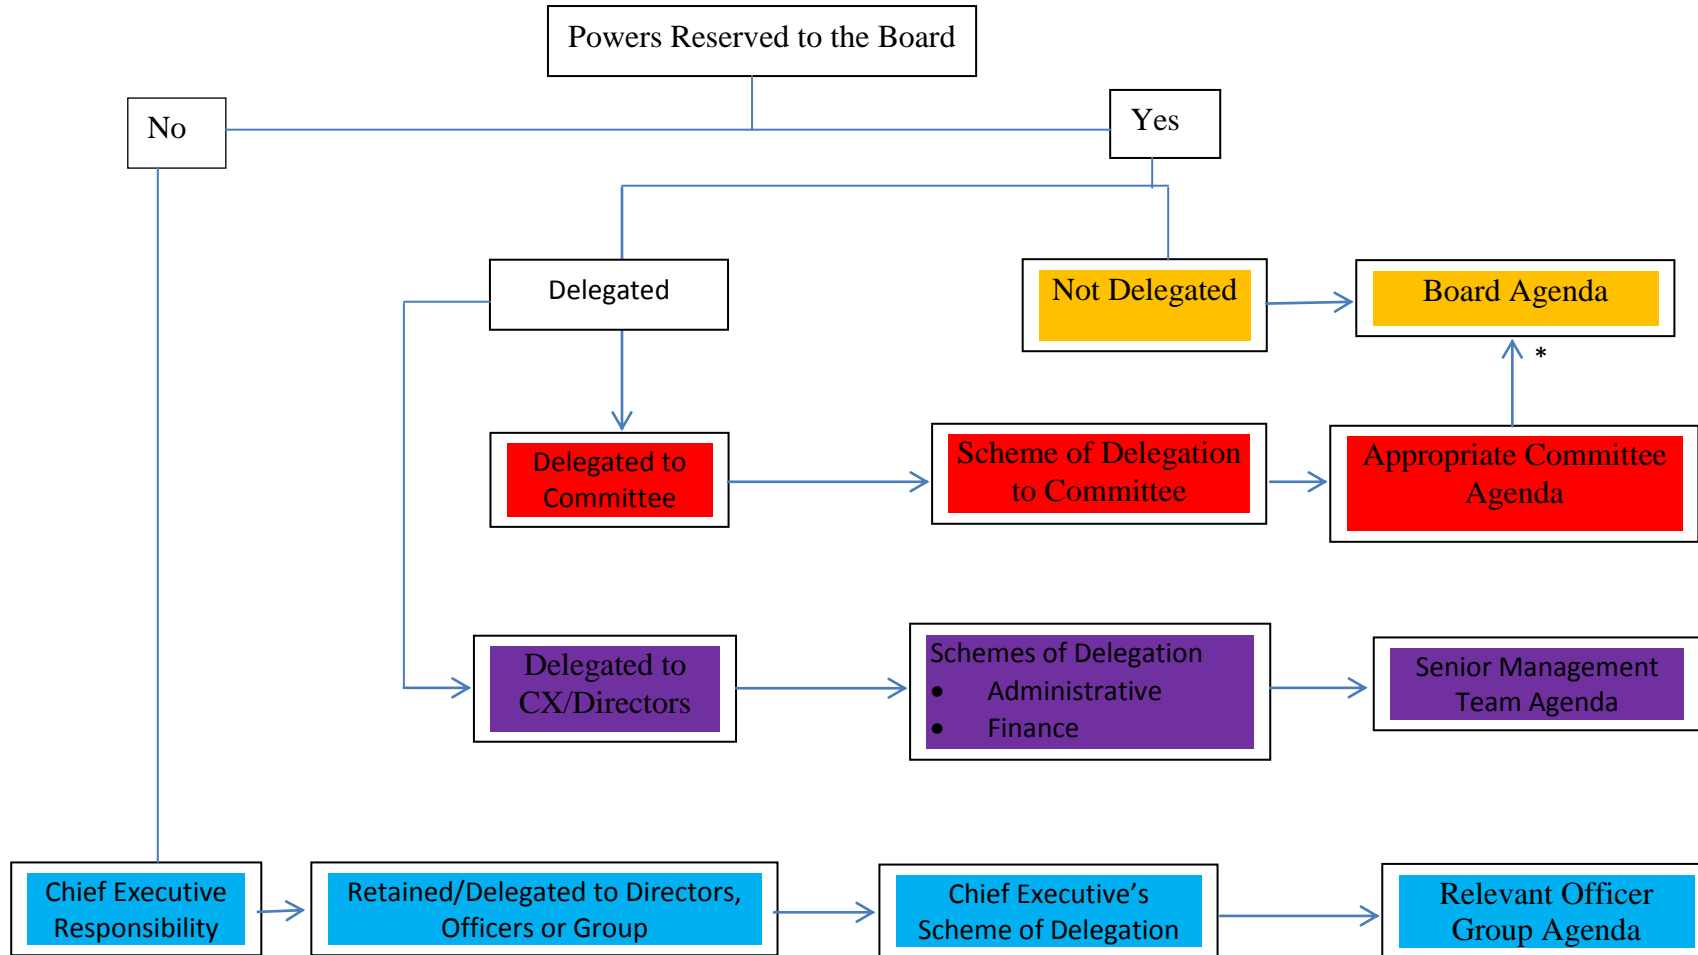 Powers Reserved to the Board
No
Yes
Delegated
Not Delegated
Board Agenda
*
Delegated to
Committee
Scheme of Delegation
to Committee
Appropriate Committee
Agenda
Delegated to
CX/Directors
Schemes of Delegation
• Administrative
• Finance
Senior Management
Team Agenda
Chief Executive
Responsibility
Retained/Delegated to Directors,
Officers or Group
Chief Executive’s
Scheme of Delegation
Relevant Officer
Group Agenda